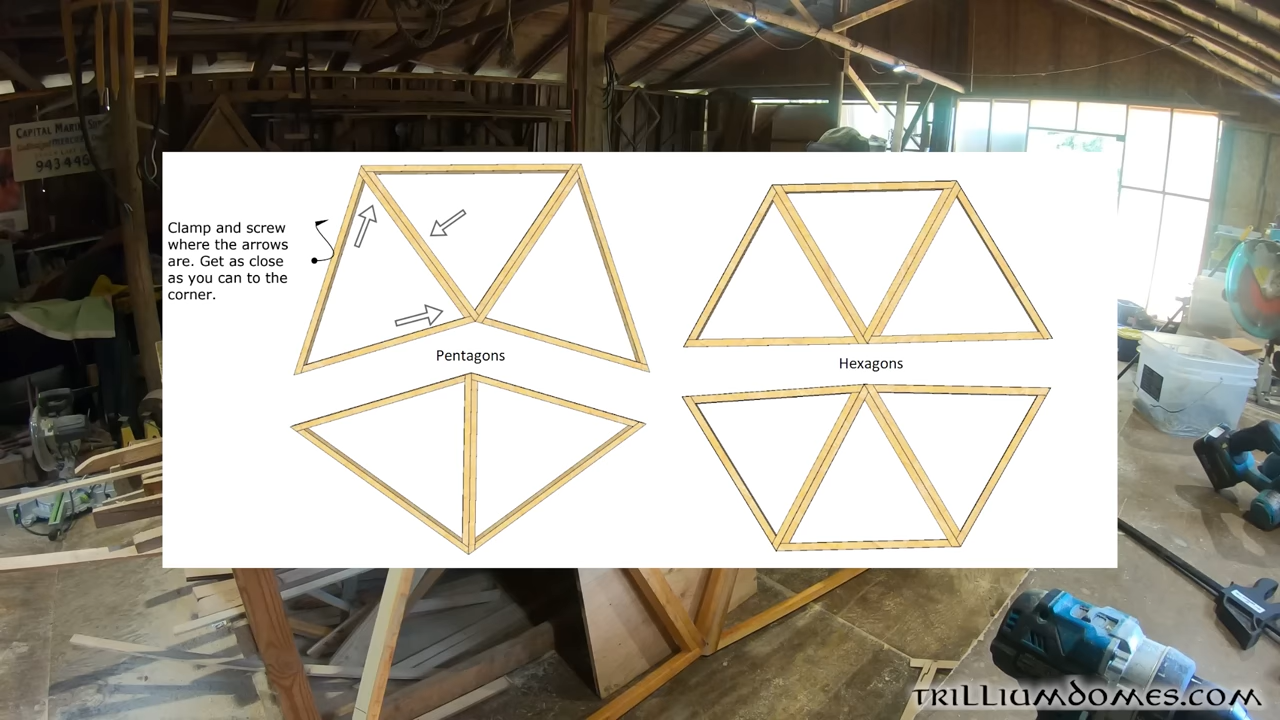 CAPITAL MARINE
943446
Clamp and screw
where the arrows
are. Get as close
as you can to the
corner.
Pentagons
Hexagons
TRILLIUMDOMES.COM